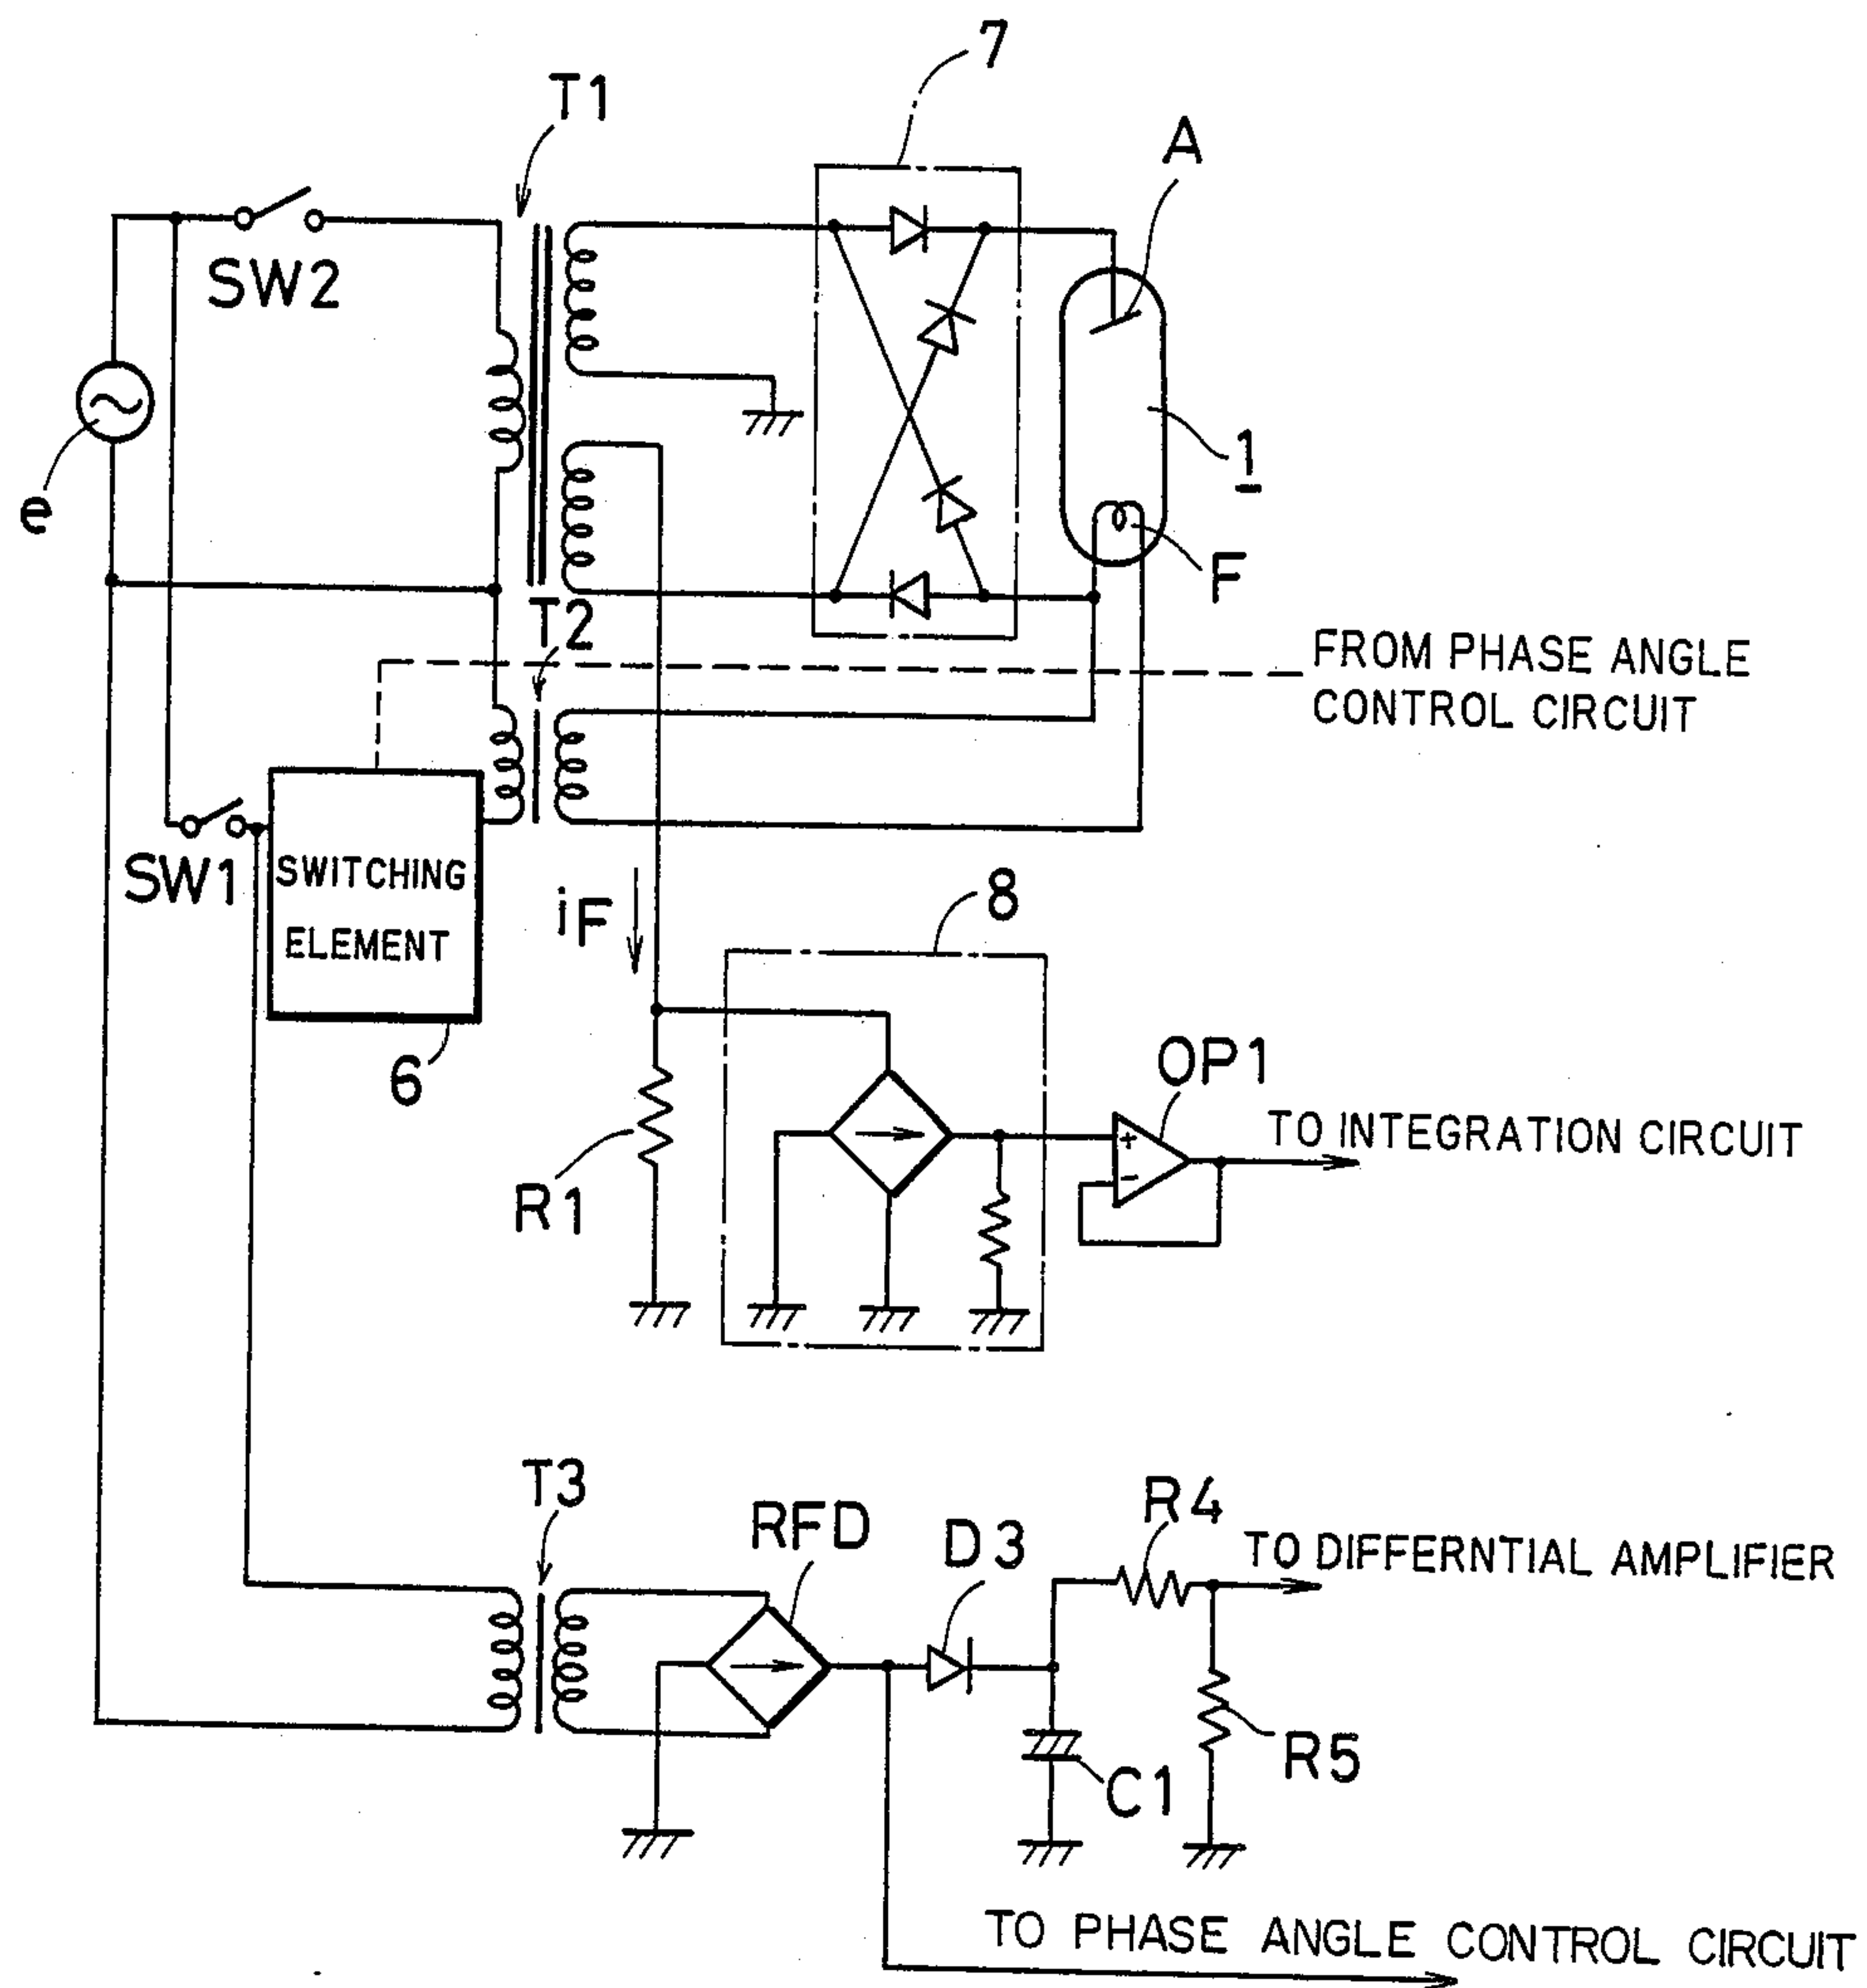 7
T1
A
SW2
e
1
F
T2
FROM PHASE ANGLE
CONTROL CIRCUIT
SW1
SWITCHING
ELEMENT
iF
8
6
OP1
+
-
TO INTEGRATION CIRCUIT
R1
T3
RFD
D3
R4
TO DIFFERNTIAL AMPLIFIER
R5
C1
TO PHASE ANGLE CONTROL CIRCUIT